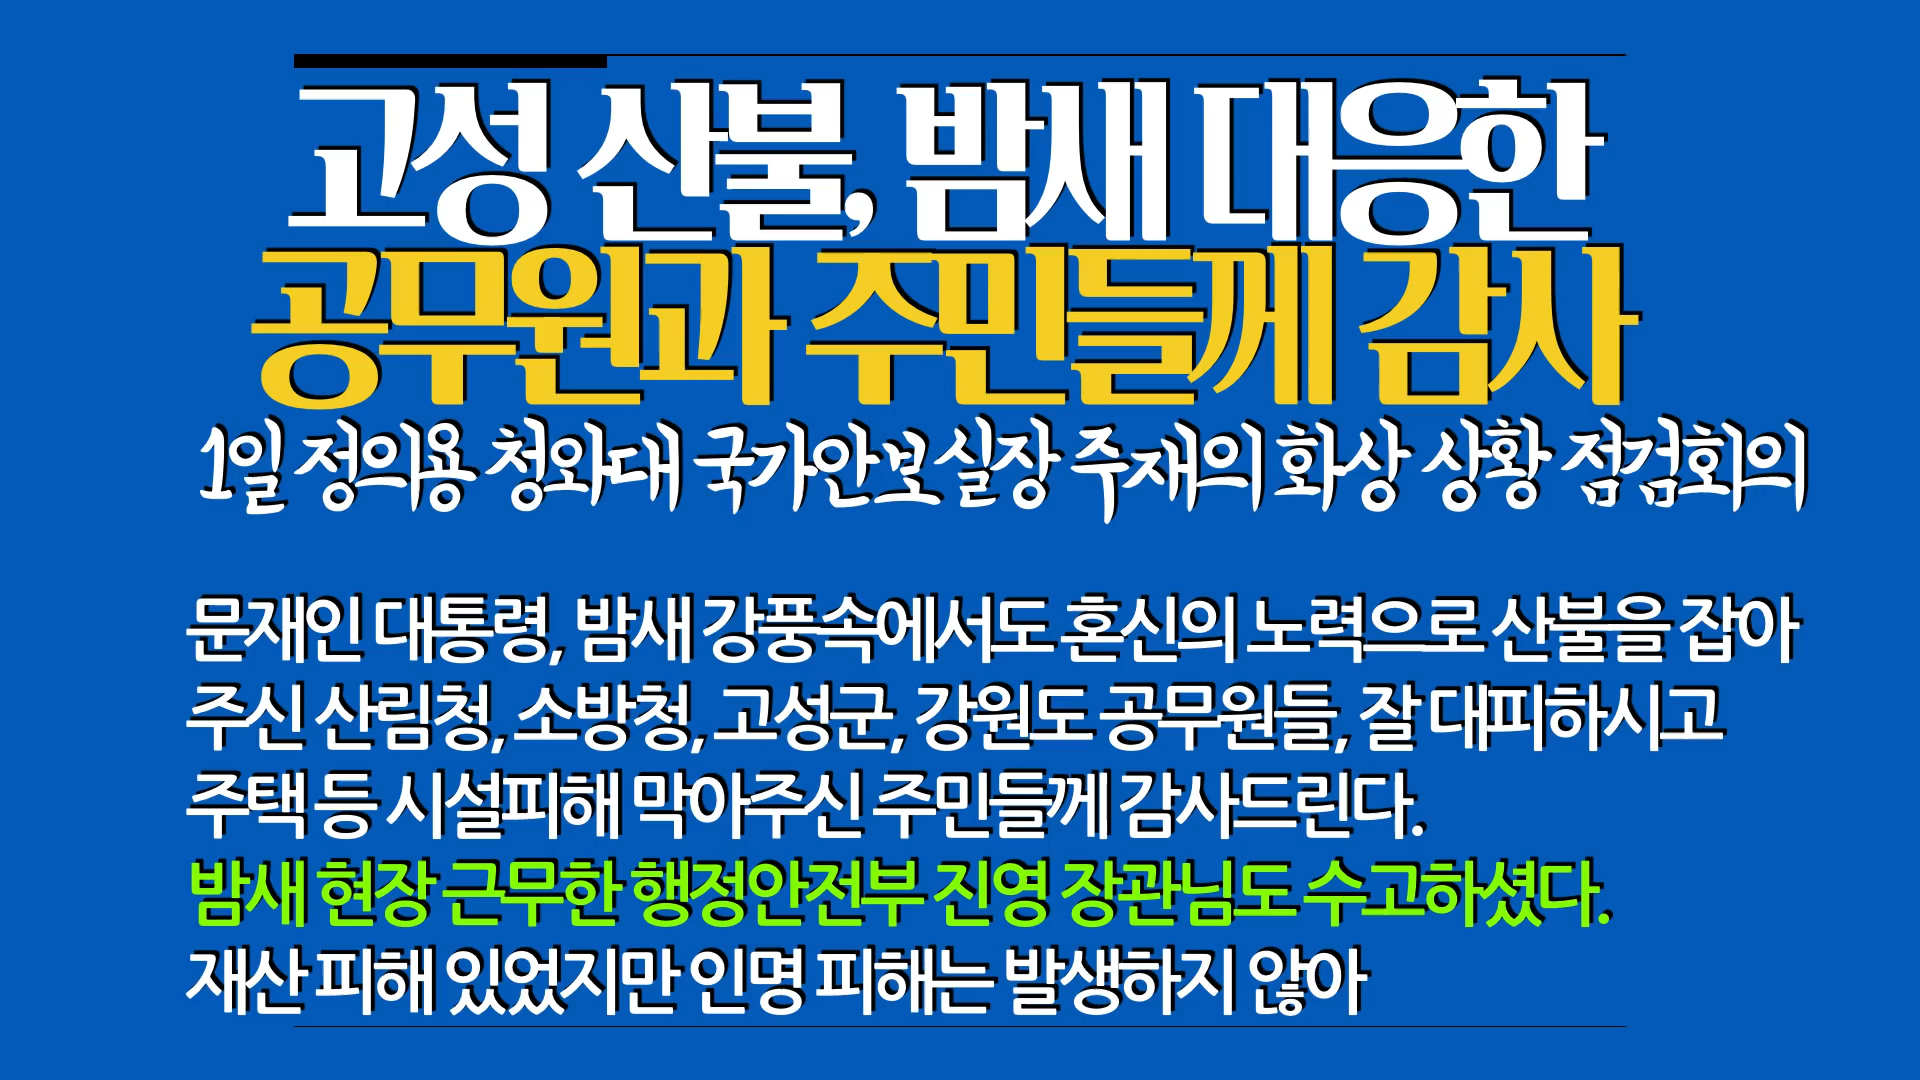 고성 산불, 밤새 대응한
공무원과 주민들께 감사
1일 정의용 청와대 국가안보실장 주재의 화상 상황 점검회의
문재인 대통령, 밤새 강풍속에서도 혼신의 노력으로 산불을 잡아
주신 산림청, 소방청, 고성군, 강원도 공무원들, 잘 대피하시고
주택 등 시설피해 막아주신 주민들께 감사드린다.
밤새 현장 근무한 행정안전부 진영 장관님도 수고하셨다.
재산 피해 있었지만 인명 피해는 발생하지 않아